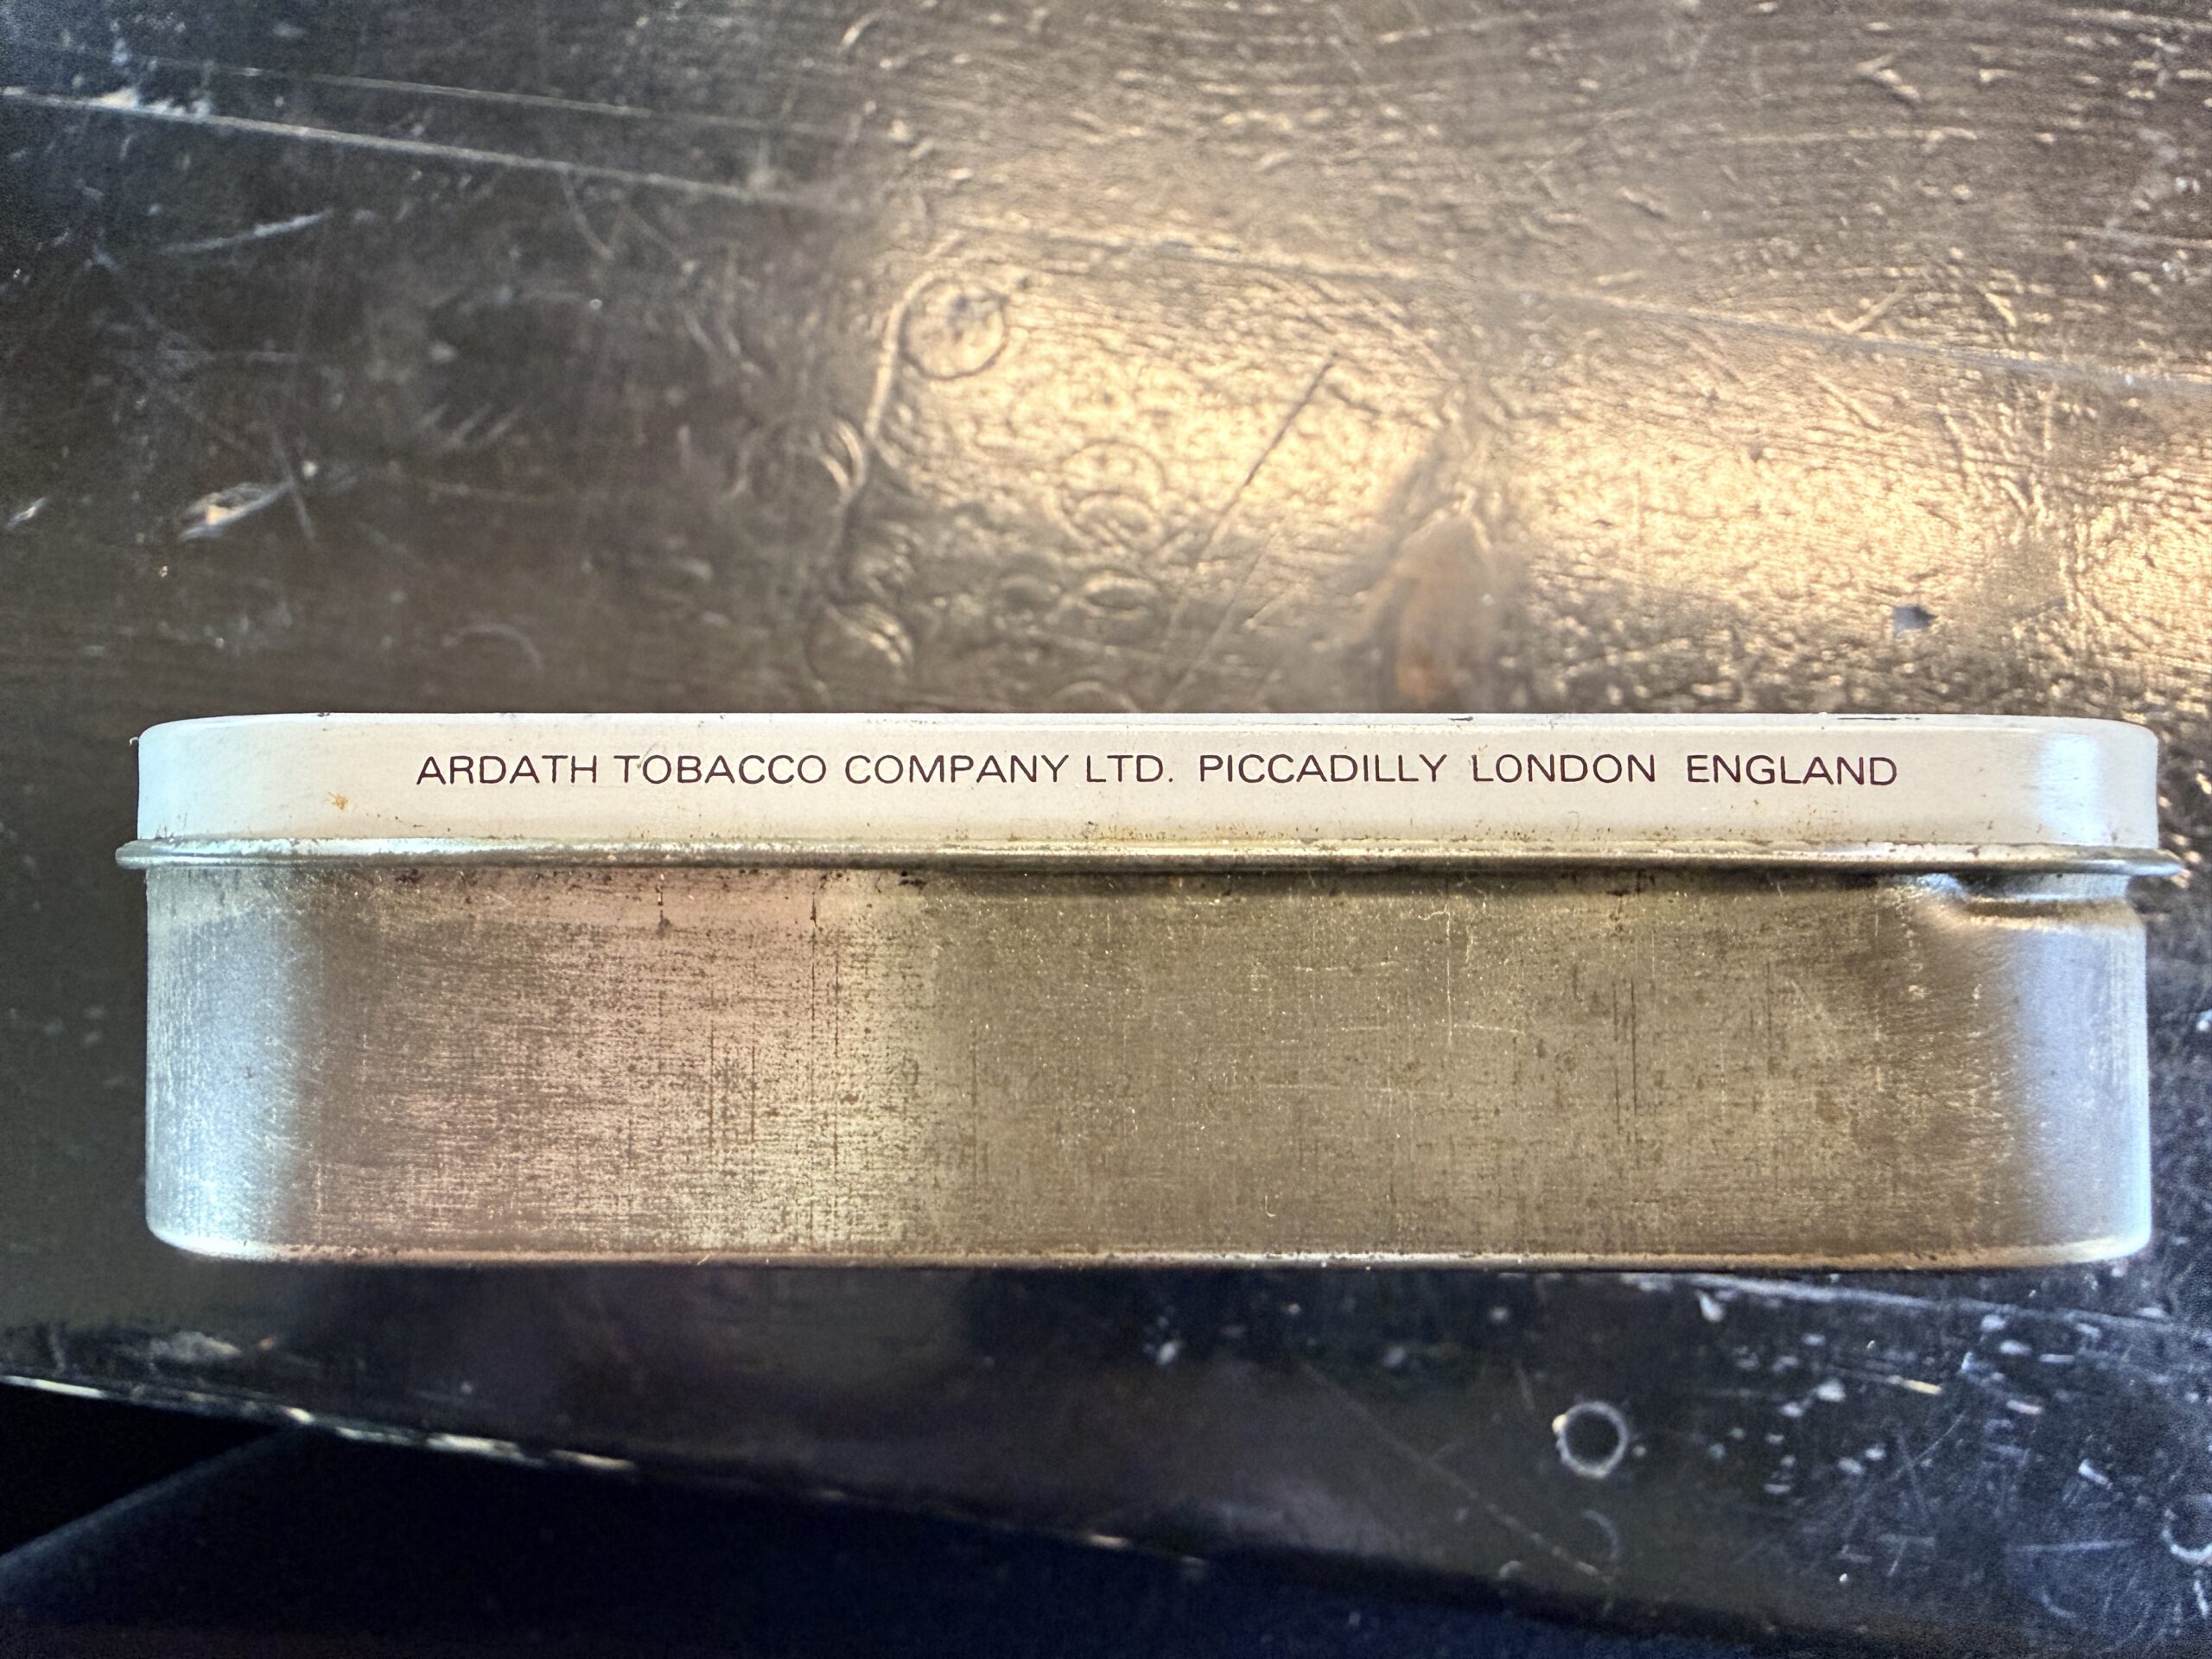 ARDATH TOBACCO COMPANY LTD. PICCADILLY LONDON ENGLAND